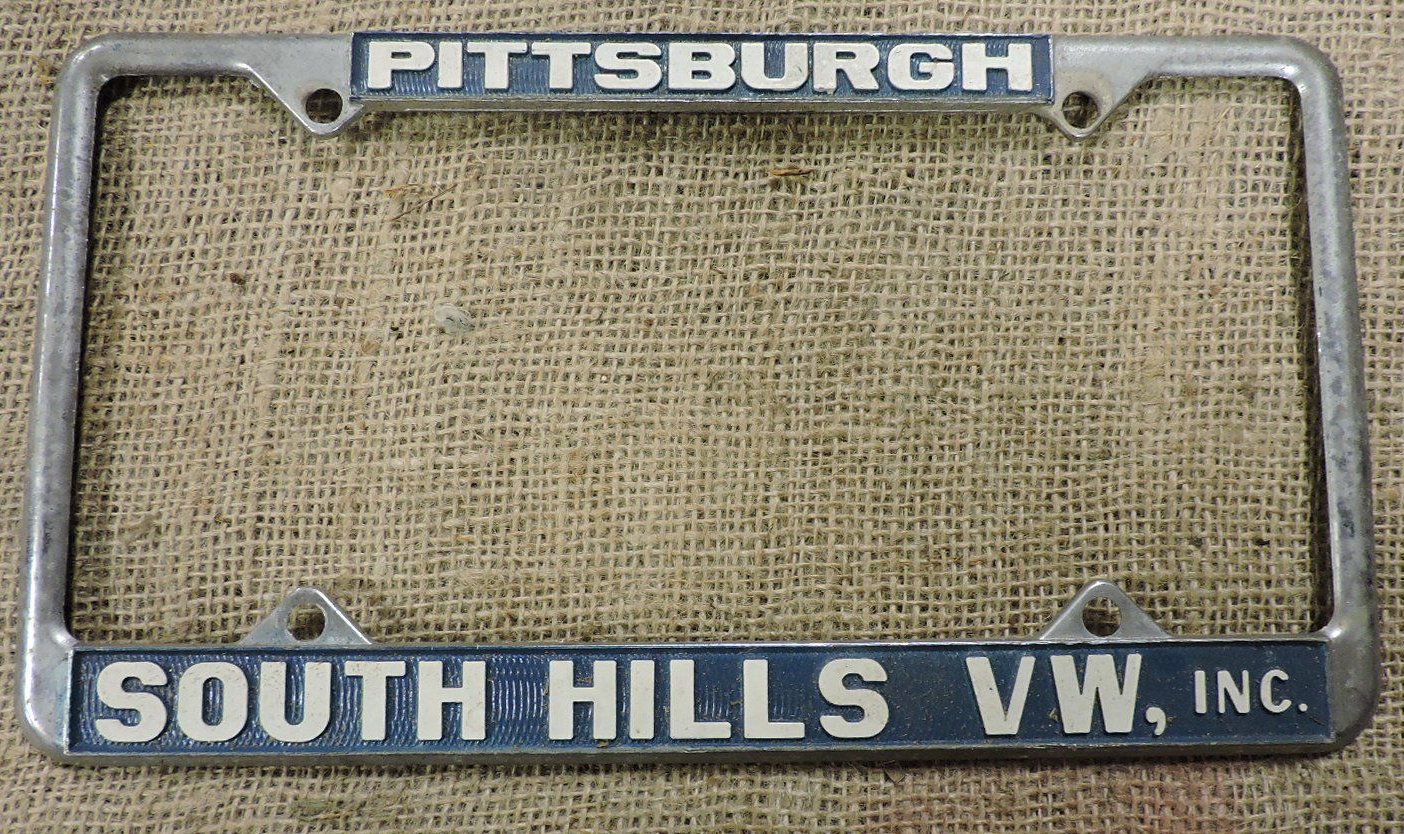 PITTSBURGH
SOUTH HILLS VW, INC.